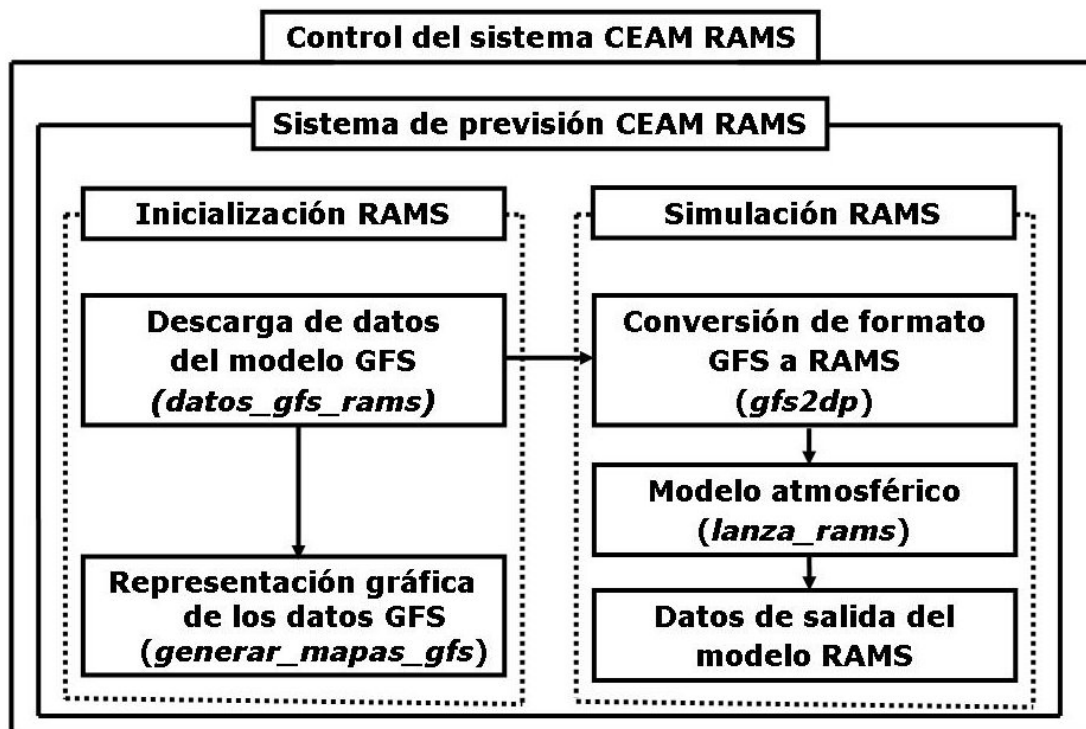 Control del sistema CEAM RAMS
Sistema de previsión CEAM RAMS
Inicialización RAMS
Descarga de datos
del modelo GFS
(datos_gfs_rams)
Representación gráfica
de los datos GFS
(generar_mapas_gfs)
Simulación RAMS
Conversión de formato
GFS a RAMS
(gfs2dp)
Modelo atmosférico
(lanza_rams)
Datos de salida del
modelo RAMS